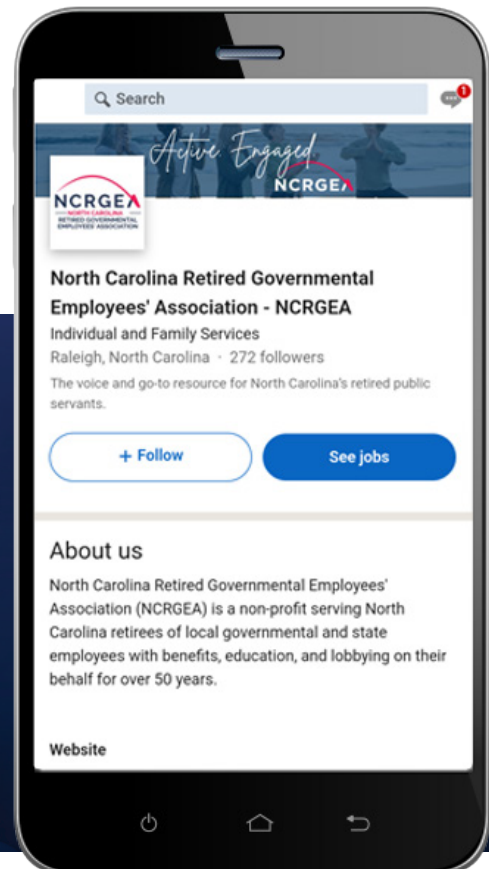 Search
1
Active. Engaged.
NCRGEA
NCRGEA
NORTH CAROLINA
RETIRED GOVERNMENTAL
EMPLOYEES' ASSOCIATION
North Carolina Retired Governmental
Employees' Association - NCRGEA
Individual and Family Services
Raleigh, North Carolina · 272 followers
The voice and go-to resource for North Carolina's retired public
servants.
+ Follow
See jobs
About us
North Carolina Retired Governmental Employees'
Association (NCRGEA) is a non-profit serving North
Carolina retirees of local governmental and state
employees with benefits, education, and lobbying on their
behalf for over 50 years.
Website